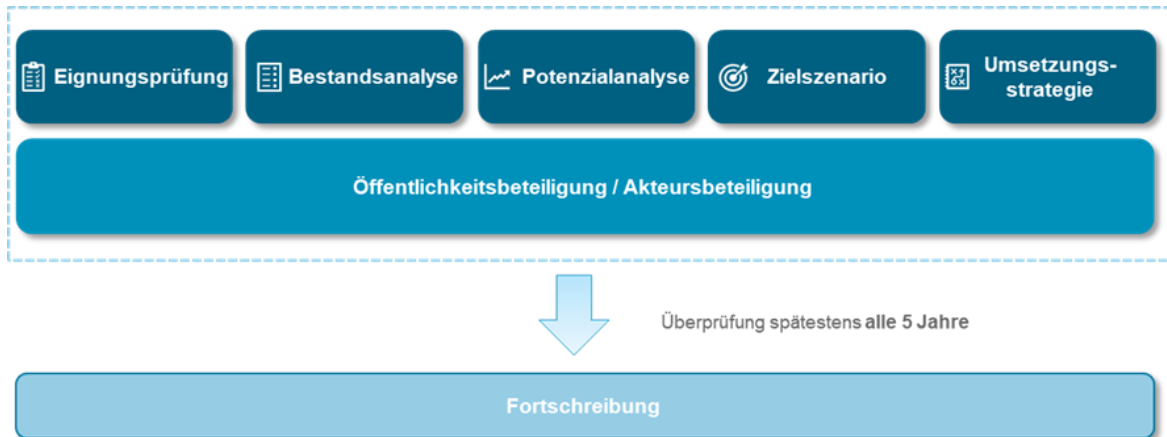 Eignungsprüfung
Bestandsanalyse
Potenzialanalyse
Zielszenario
Umsetzungs-
strategie
Öffentlichkeitsbeteiligung / Akteursbeteiligung
Überprüfung spätestens alle 5 Jahre
Fortschreibung